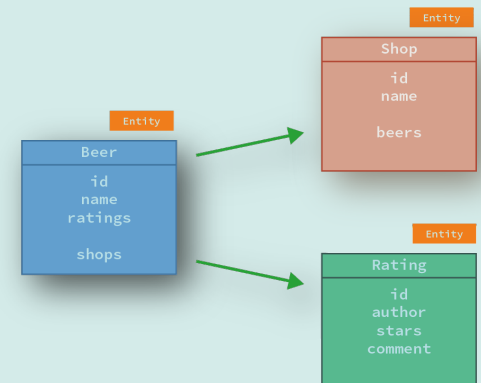 Entity
Beer
id
name
ratings
shops
Entity
Shop
id
name
beers
Entity
Rating
id
author
stars
comment